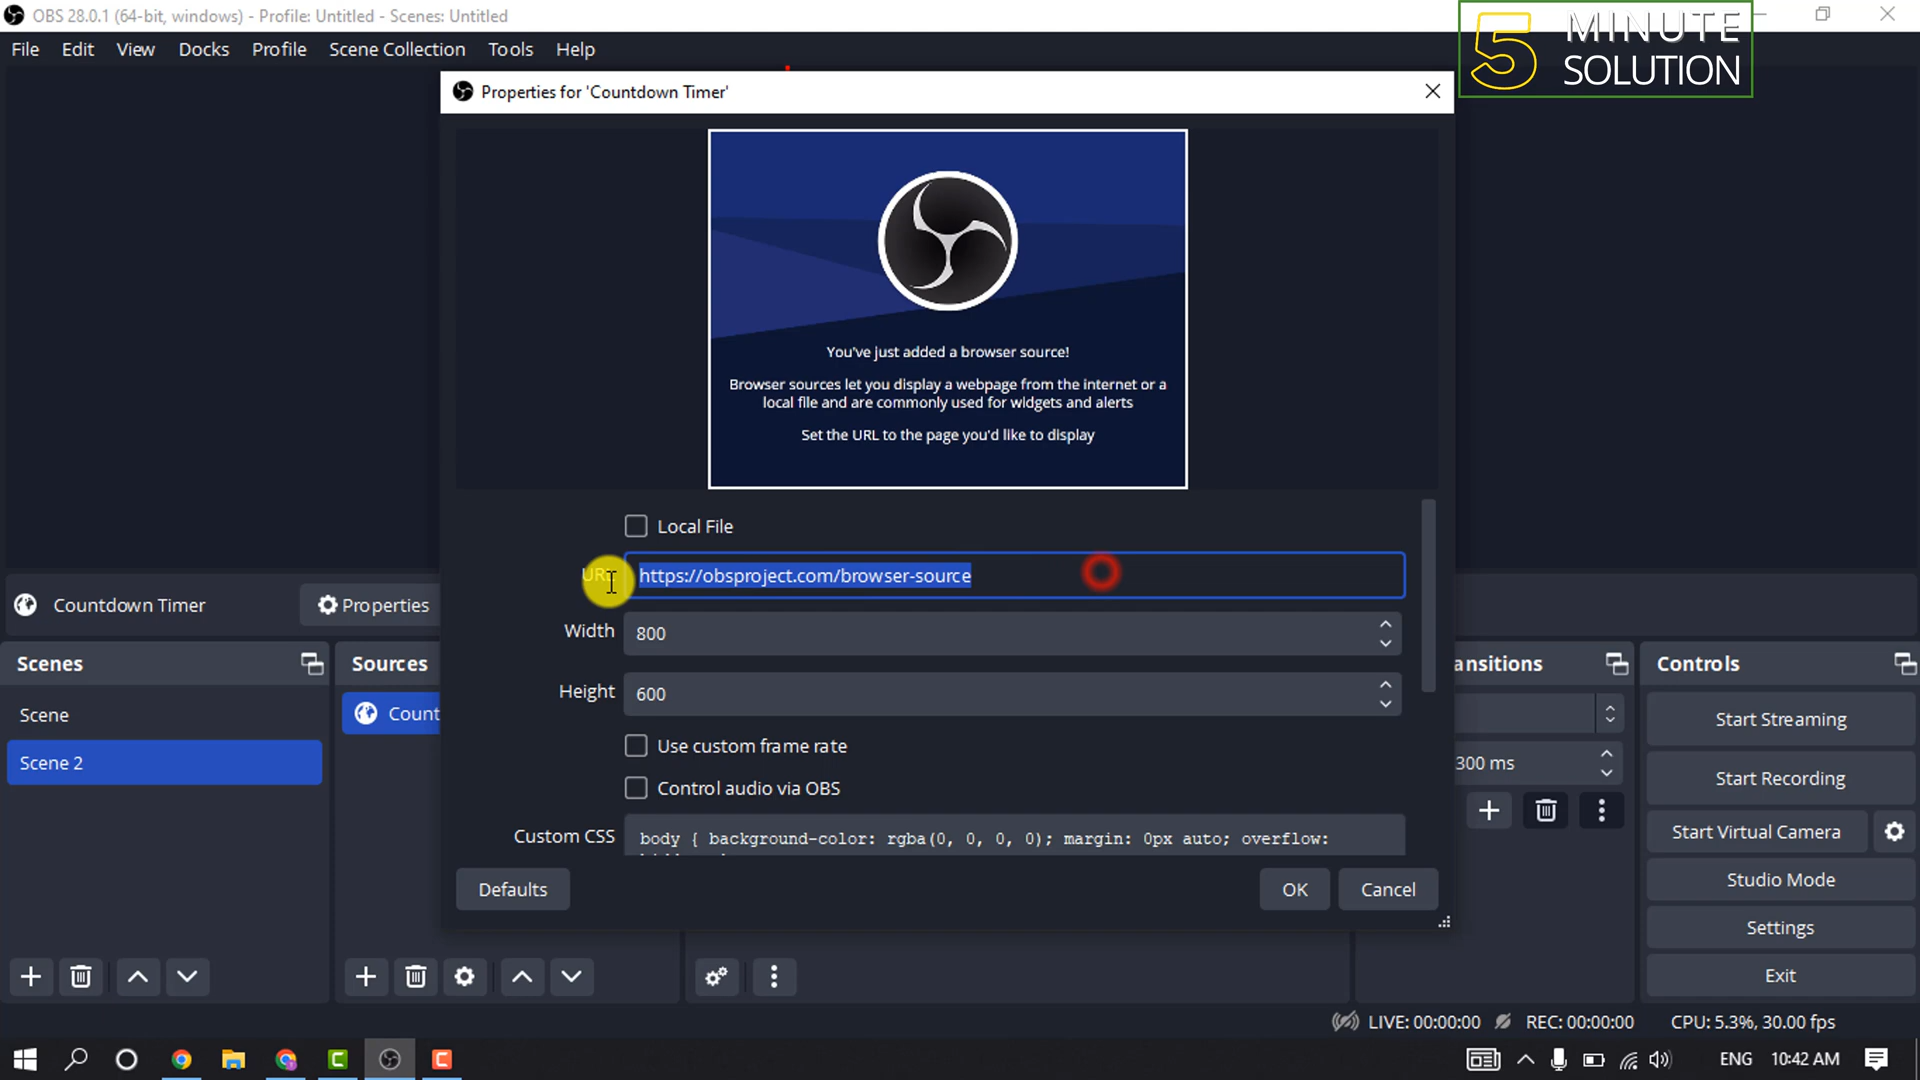 OBS 28.0.1 (64-bit, windows) - Profile: Untitled - Scenes: Untitled
5 MINUTE
SOLUTION
File Edit View Docks Profile Scene Collection Tools Help
Properties for 'Countdown Timer'
You've just added a browser source!
Browser sources let you display a webpage from the internet or a
local file and are commonly used for widgets and alerts
Set the URL to the page you'd like to display
Local File
URL https://obsproject.com/browser-source
Countdown Timer Properties
Width 800
Height 600
Use custom frame rate
Control audio via OBS
Custom CSS body { background-color: rgba(0, 0, 0, 0); margin: 0px auto; overflow:
Defaults OK Cancel
Scenes
Scene
Scene 2
Sources
Count
ansitions
300 ms
Controls
Start Streaming
Start Recording
Start Virtual Camera
Studio Mode
Settings
Exit
LIVE: 00:00:00 REC: 00:00:00 CPU: 5.3%, 30.00 fps
ENG 10:42 AM